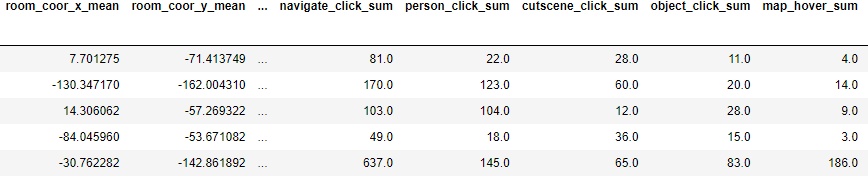 room_coor_x_mean room_coor_y_mean ... navigate_click_sum person_click_sum cutscene_click_sum object_click_sum map_hover_sum
7.701275 -71.413749 ... 81.0 22.0 28.0 11.0 4.0
-130.347170 -162.004310 ... 170.0 123.0 60.0 20.0 14.0
14.306062 -57.269322 ... 103.0 104.0 12.0 28.0 9.0
-84.045960 -53.671082 ... 49.0 18.0 36.0 15.0 3.0
-30.762282 -142.861892 ... 637.0 145.0 65.0 83.0 186.0